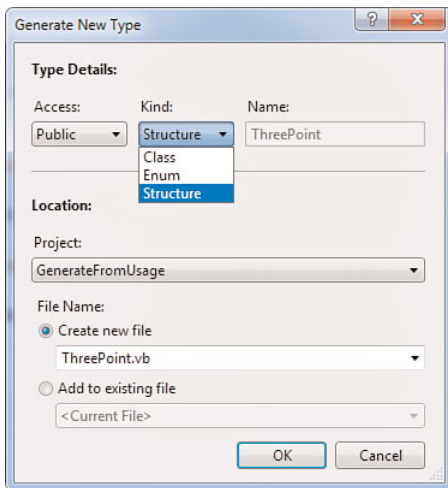 Generate New Type
Type Details:
Access: Kind: Name:
Public Structure ThreePoint
Class
Enum
Structure
Location:
Project:
GenerateFromUsage
File Name:
Create new file
ThreePoint.vb
Add to existing file
<Current File>
OK Cancel